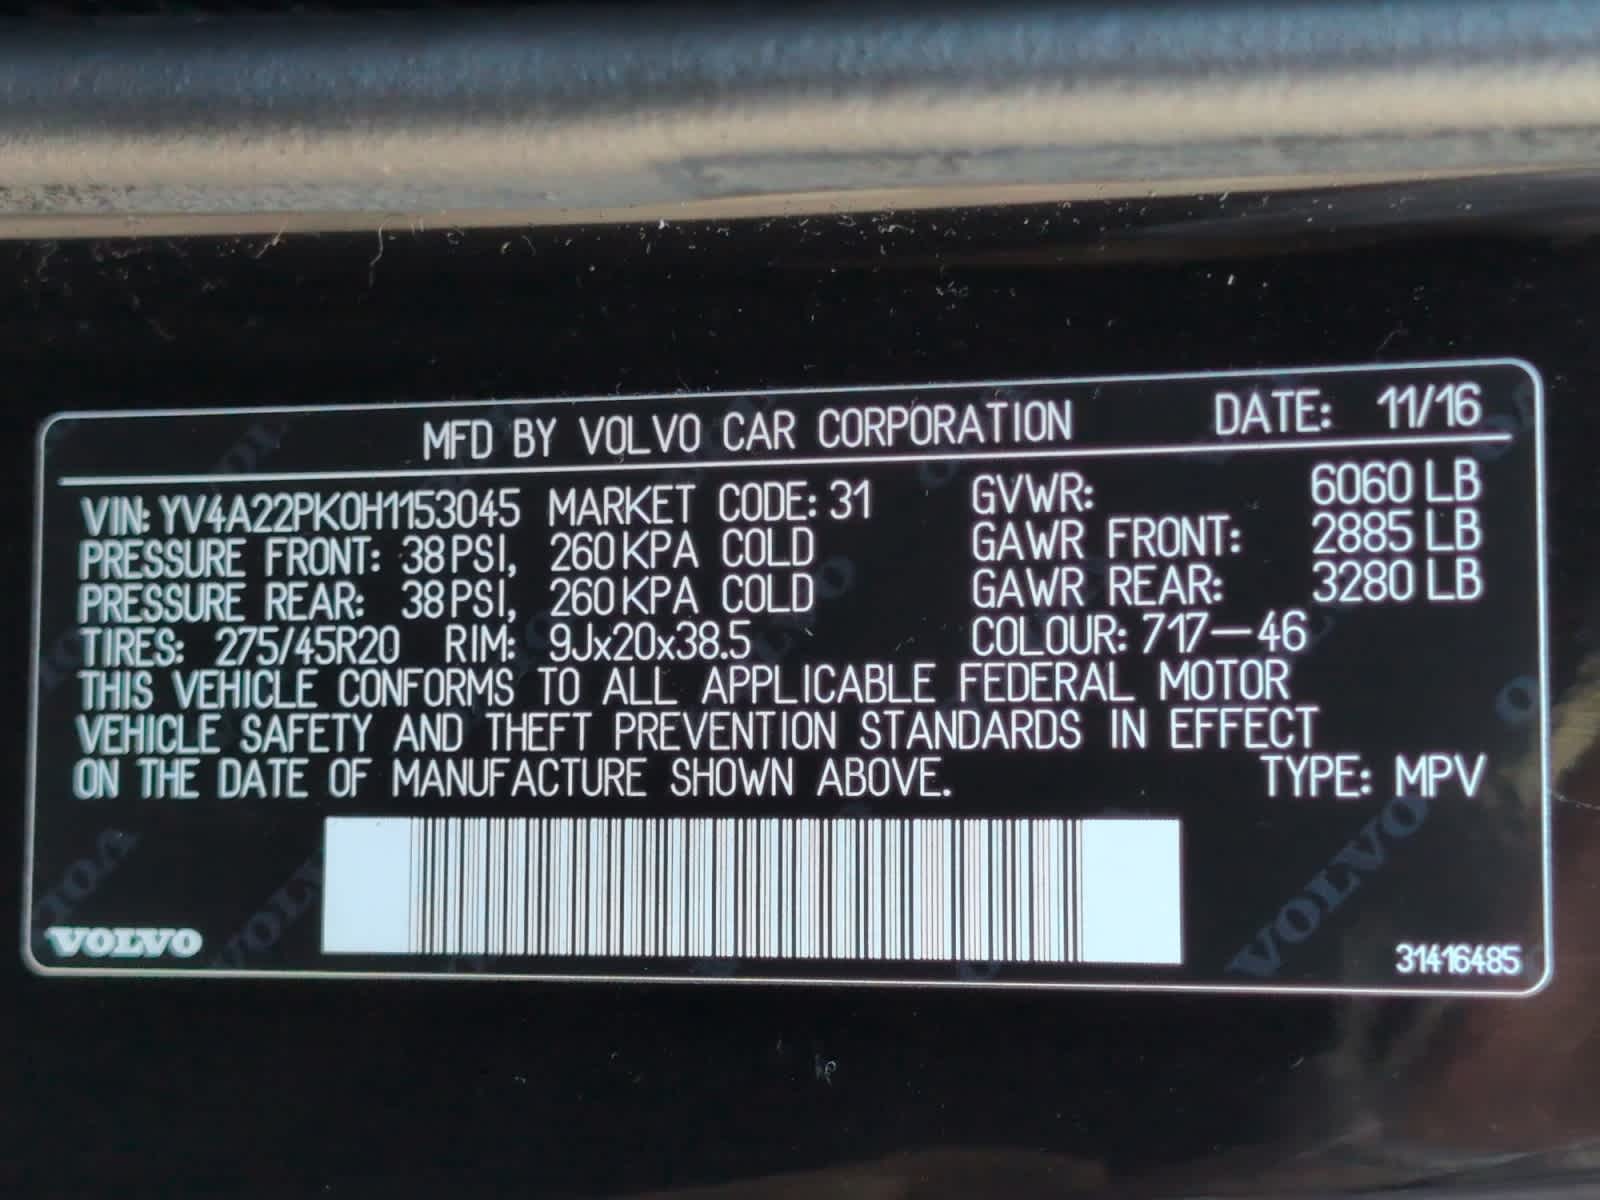 MFD BY VOLVO CAR CORPORATION DATE: 11/16
VIN: YV4A22PK0H1153045 MARKET CODE: 31 GVWR: 6060 LB
PRESSURE FRONT: 38 PSI, 260 KPA COLD GAWR FRONT: 2885 LB
PRESSURE REAR: 38 PSI, 260 KPA COLD GAWR REAR: 3280 LB
TIRES: 275/45R20 RIM: 9Jx20x38.5 COLOUR: 717-46
THIS VEHICLE CONFORMS TO ALL APPLICABLE FEDERAL MOTOR
VEHICLE SAFETY AND THEFT PREVENTION STANDARDS IN EFFECT
ON THE DATE OF MANUFACTURE SHOWN ABOVE. TYPE: MPV
VOLVO 31416485